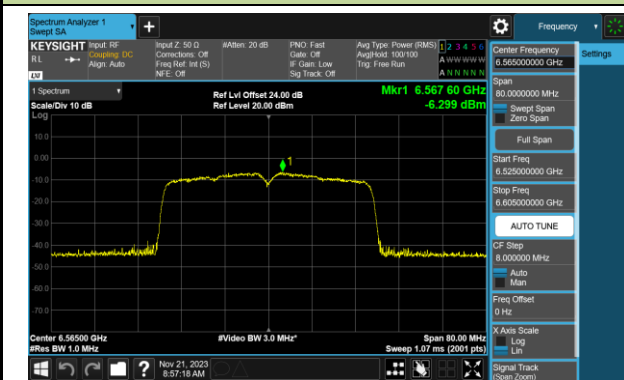 Spectrum Analyzer 1
Swept SA
Frequency
KEYSIGHT
Input: RF
Input Z: 50 Ω
#Atten: 20 dB
PNO: Fast
Avg Type: Power (RMS)
1 2 3 4 5 6
RL
Coupling: DC
Corrections: Off
Gate: Off
Avg|Hold: 100/100
A W W W W W
Align: Auto
Freq Ref: Int (S)
IF Gain: Low
Trig: Free Run
NFE: Off
Sig Track: Off
A N N N N N
1 Spectrum
Ref Lvl Offset 24.00 dB
Mkr1 6.567 60 GHz
Scale/Div 10 dB
Ref Level 20.00 dBm
-6.299 dBm
Log
10.0
0.00
-10.0
-20.0
-30.0
-40.0
-50.0
-60.0
-70.0
1
Center 6.56500 GHz
#Video BW 3.0 MHz*
Span 80.00 MHz
#Res BW 1.0 MHz
Sweep 1.07 ms (2001 pts)
Nov 21, 2023
8:57:18 AM
Center Frequency
6.565000000 GHz
Settings
Span
80.0000000 MHz
Swept Span
Zero Span
Full Span
Start Freq
6.525000000 GHz
Stop Freq
6.605000000 GHz
AUTO TUNE
CF Step
8.000000 MHz
Auto
Man
Freq Offset
0 Hz
X Axis Scale
Log
Lin
Signal Track
(Span Zoom)